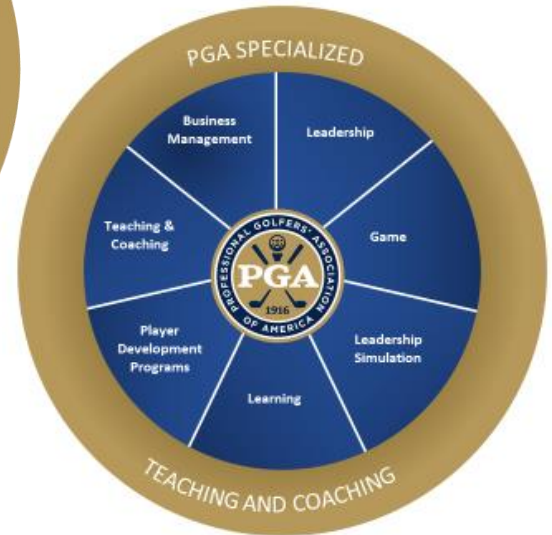 PGA SPECIALIZED
Business
Management
Leadership
Teaching &
Coaching
Game
Player
Development
Programs
Leadership
Simulation
Learning
PROFESSIONAL GOLFERS' ASSOCIATION
PGA
1916
OF AMERICA
TEACHING AND COACHING